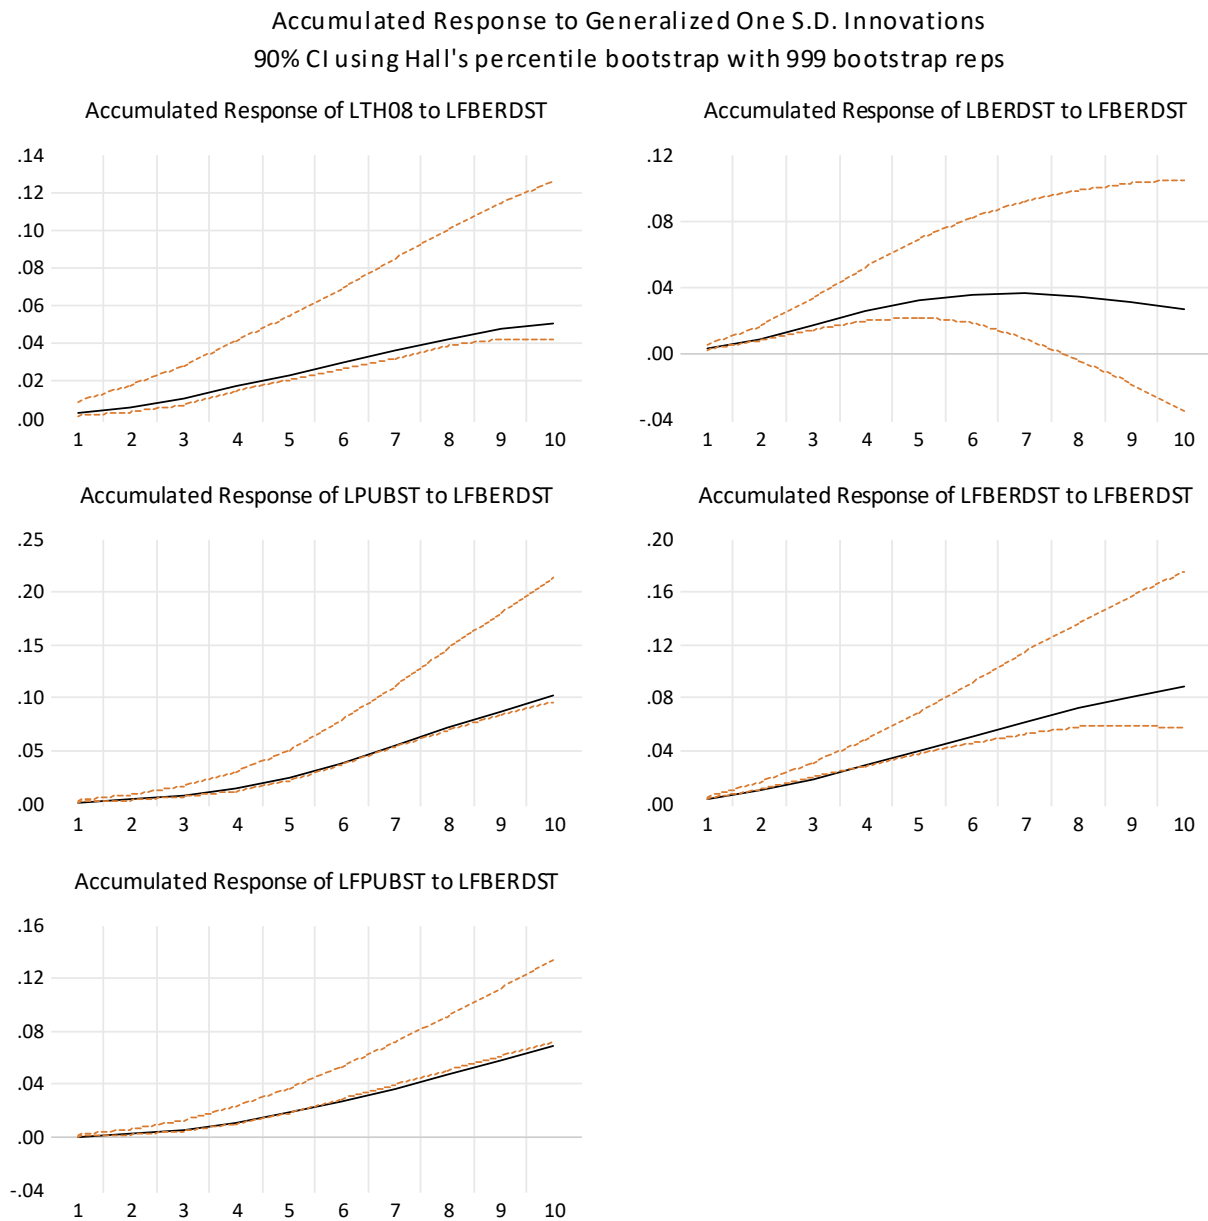 Accumulated Response to Generalized One S.D. Innovations
90% CI using Hall's percentile bootstrap with 999 bootstrap reps
Accumulated Response of LTH08 to LFBERDST
.14
.12
.10
.08
.06
.04
.02
.00
1 2 3 4 5 6 7 8 9 10
Accumulated Response of LBERDST to LFBERDST
.12
.08
.04
.00
-.04
1 2 3 4 5 6 7 8 9 10
Accumulated Response of LPUBST to LFBERDST
.25
.20
.15
.10
.05
.00
1 2 3 4 5 6 7 8 9 10
Accumulated Response of LFBERDST to LFBERDST
.20
.16
.12
.08
.04
.00
1 2 3 4 5 6 7 8 9 10
Accumulated Response of LFPUBST to LFBERDST
.16
.12
.08
.04
.00
-.04
1 2 3 4 5 6 7 8 9 10